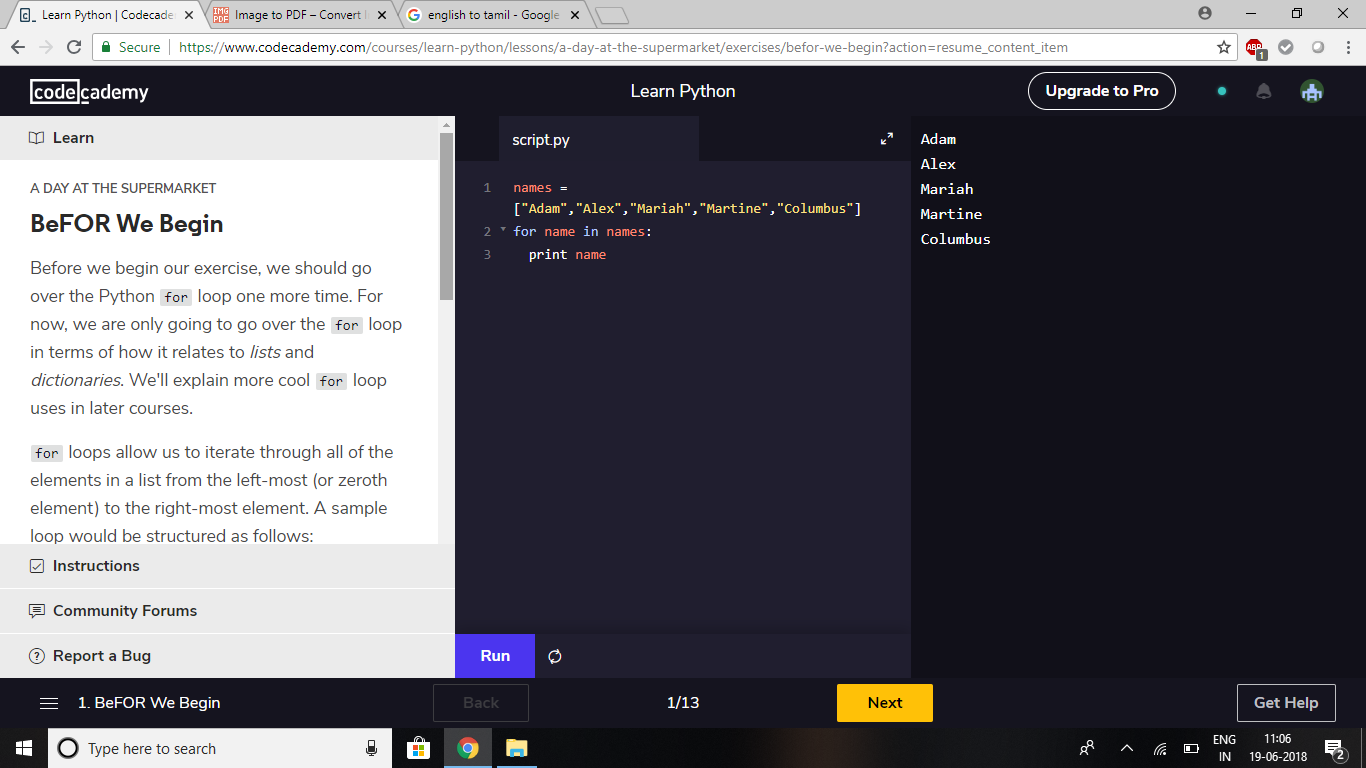 Learn Python | Codecade
Image to PDF – Convert I
english to tamil - Google
Secure
https://www.codecademy.com/courses/learn-python/lessons/a-day-at-the-supermarket/exercises/befor-we-begin?action=resume_content_item
ABP
1
codecademy
Learn Python
Upgrade to Pro
Learn
A DAY AT THE SUPERMARKET
BeFOR We Begin
Before we begin our exercise, we should go
over the Python for loop one more time. For
now, we are only going to go over the for loop
in terms of how it relates to lists and
dictionaries. We'll explain more cool for loop
uses in later courses.
for loops allow us to iterate through all of the
elements in a list from the left-most (or zeroth
element) to the right-most element. A sample
loop would be structured as follows:
Instructions
Community Forums
Report a Bug
script.py
1 names =
["Adam","Alex","Mariah","Martine","Columbus"]
2 for name in names:
3 print name
Run
Adam
Alex
Mariah
Martine
Columbus
1. BeFOR We Begin
Back
1/13
Next
Get Help
Type here to search
ENG
IN
11:06
19-06-2018
2